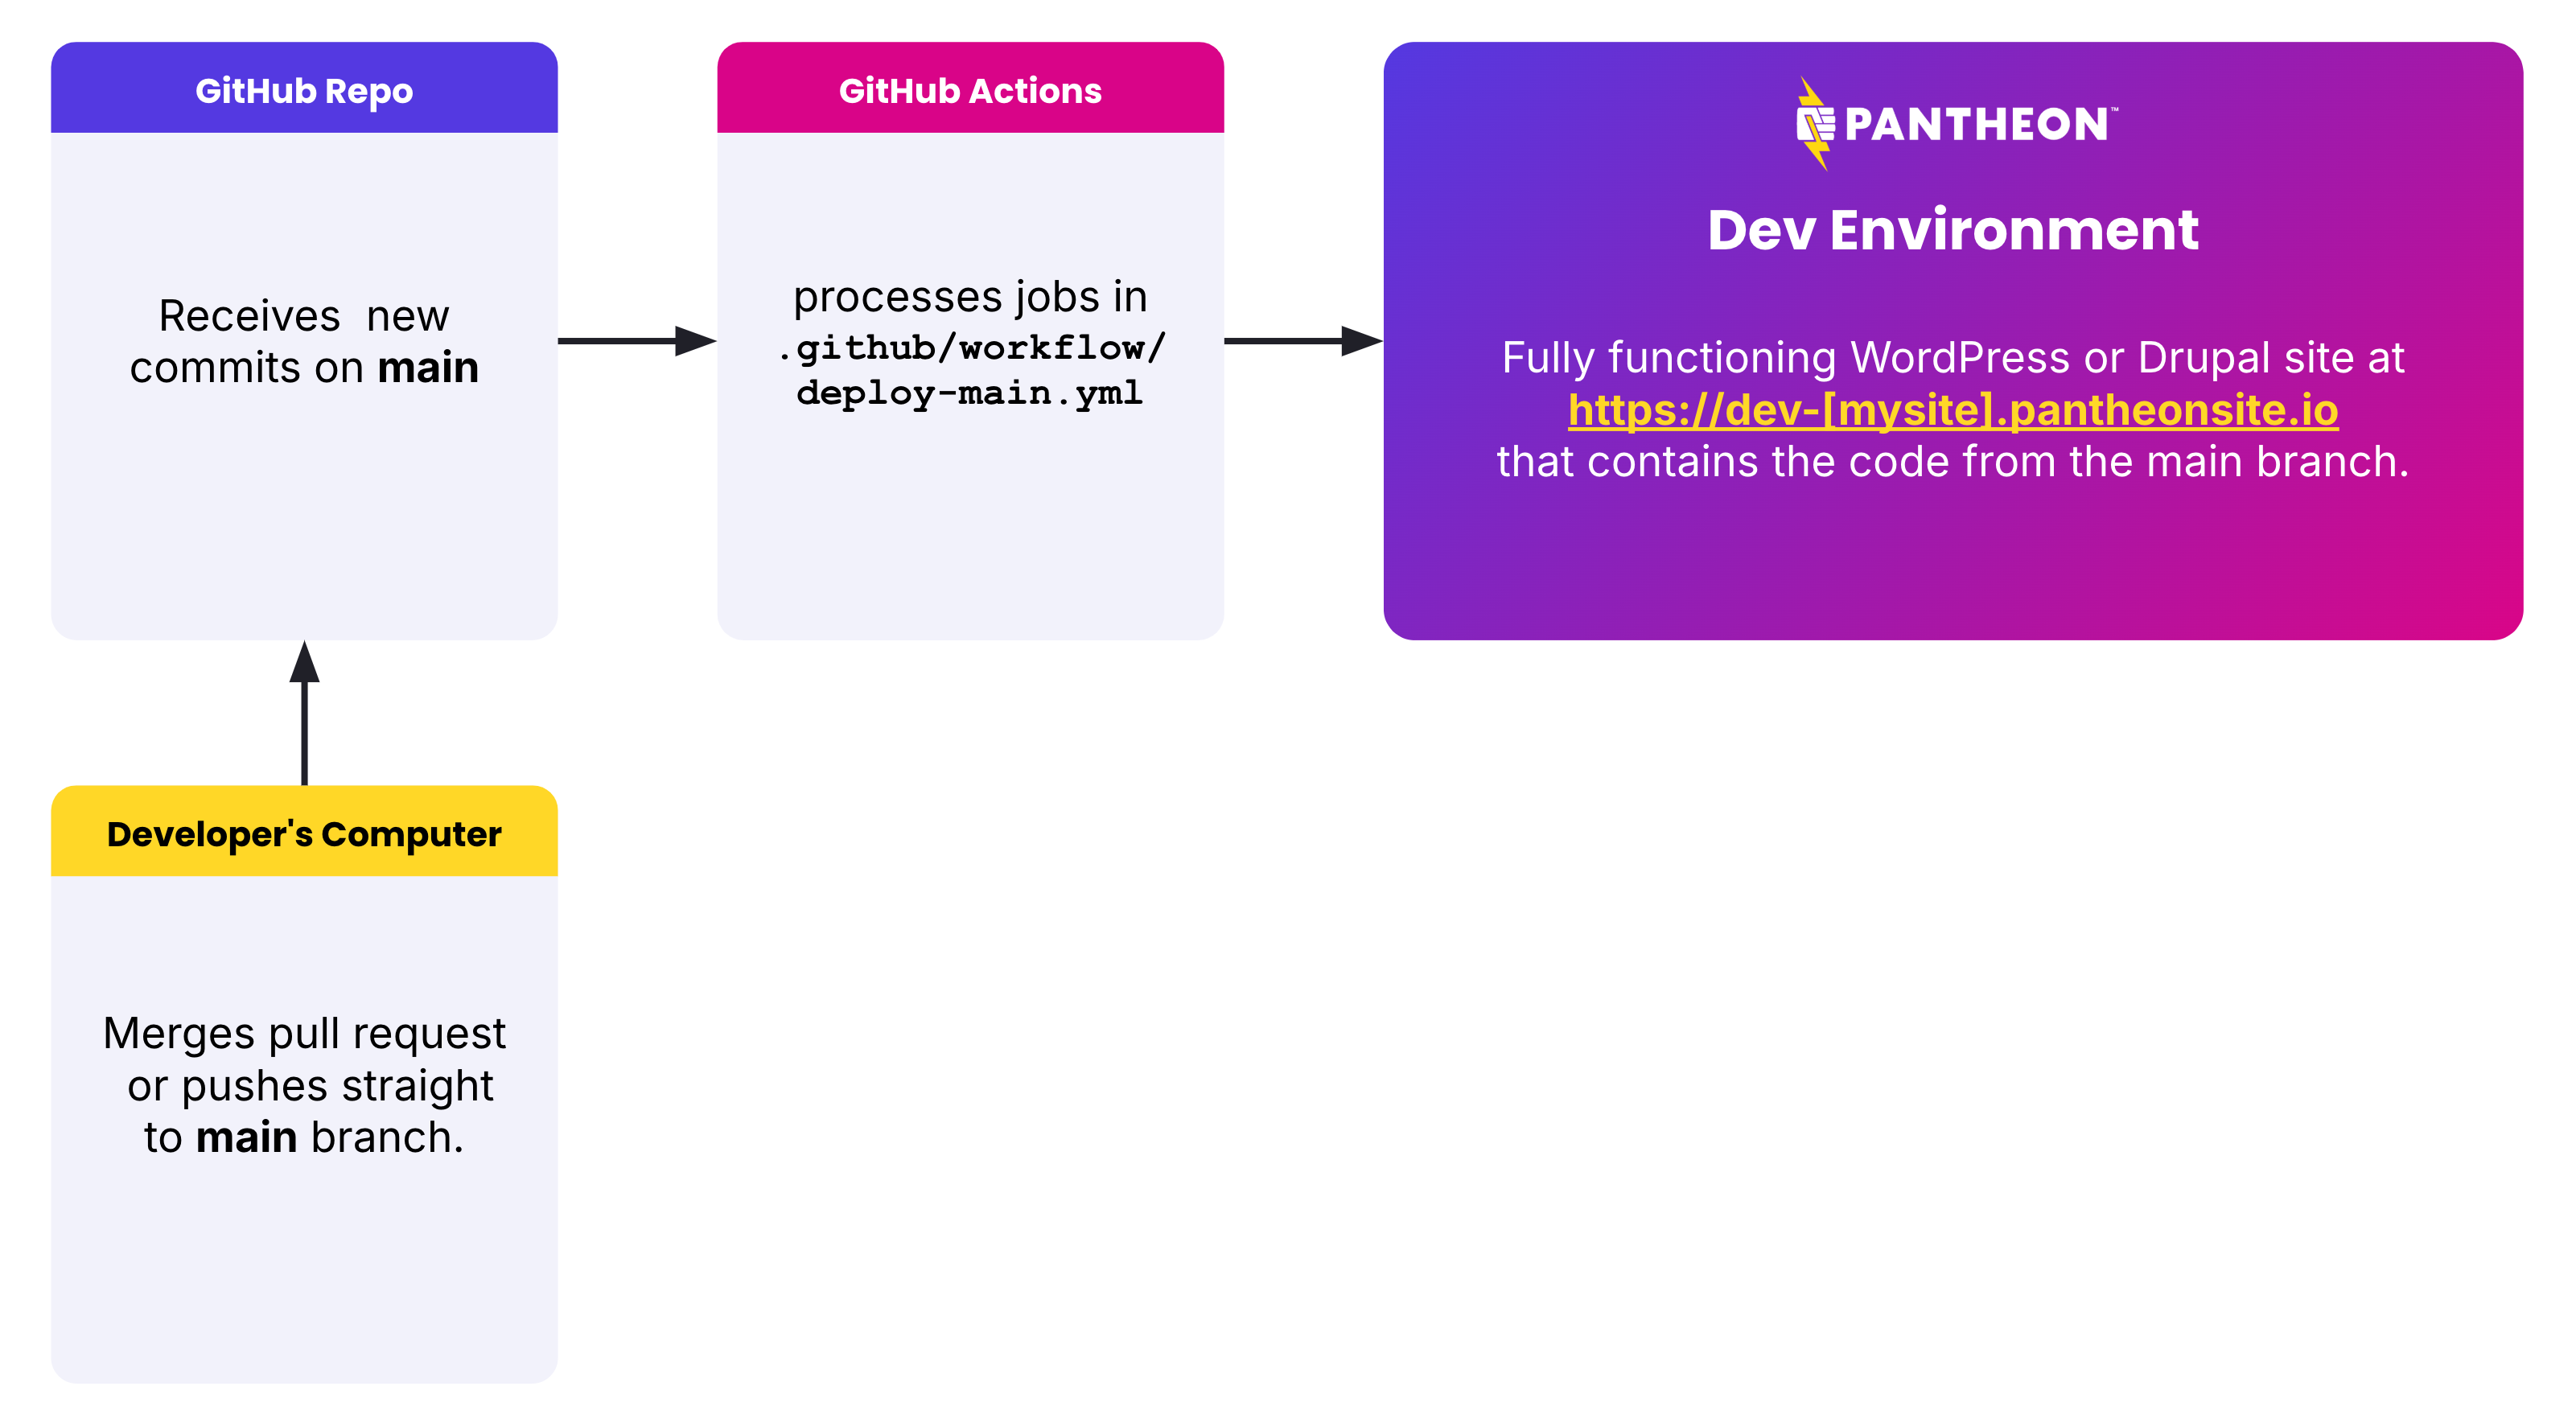 GitHub Repo
Receives  new
commits on main
GitHub Actions
processes jobs in
.github/workflow/
deploy-main.yml
PANTHEON™
Dev Environment
Fully functioning WordPress or Drupal site at
https://dev-[mysite].pantheonsite.io
that contains the code from the main branch.
Developer's Computer
Merges pull request
or pushes straight
to main branch.